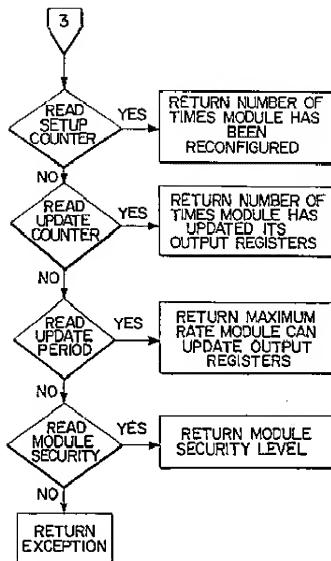 3
READ
SETUP
COUNTER
YES
RETURN NUMBER OF
TIMES MODULE HAS
BEEN
RECONFIGURED
NO
READ
UPDATE
COUNTER
YES
RETURN NUMBER OF
TIMES MODULE HAS
UPDATED ITS
OUTPUT REGISTERS
NO
READ
UPDATE
PERIOD
YES
RETURN MAXIMUM
RATE MODULE CAN
UPDATE OUTPUT
REGISTERS
NO
READ
MODULE
SECURITY
YES
RETURN MODULE
SECURITY LEVEL
NO
RETURN
EXCEPTION